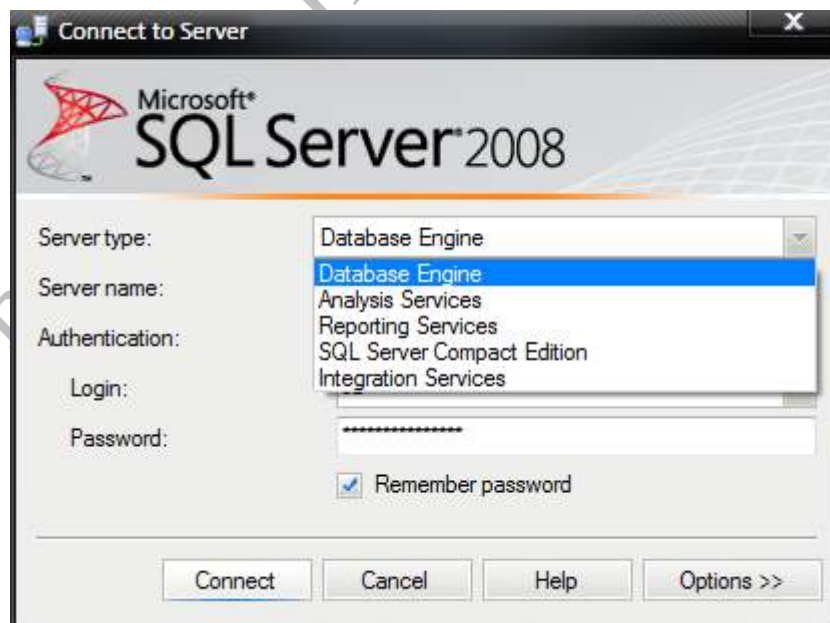 Connect to Server
Microsoft®
SQL Server® 2008
Server type: Database Engine
Database Engine
Server name:
Analysis Services
Reporting Services
Authentication:
SQL Server Compact Edition
Integration Services
Login:
Password: ***************
Remember password
Connect Cancel Help Options >>